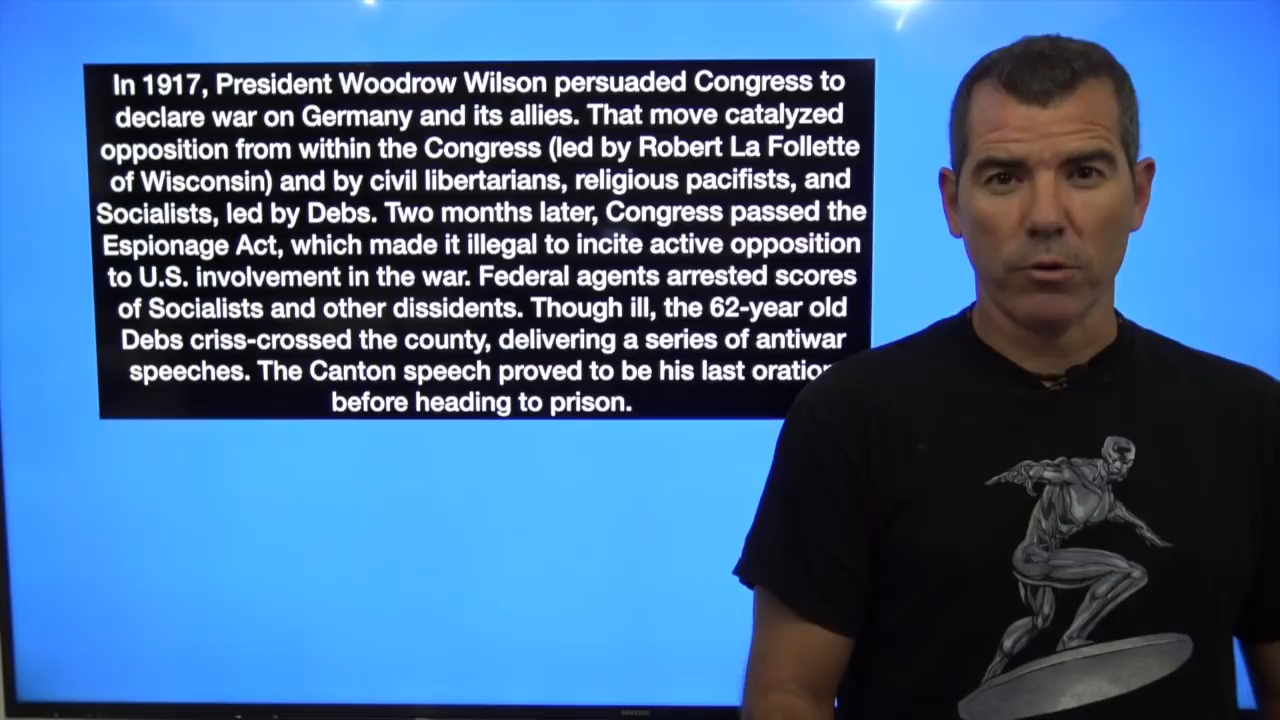 In 1917, President Woodrow Wilson persuaded Congress to
declare war on Germany and its allies. That move catalyzed
opposition from within the Congress (led by Robert La Follette
of Wisconsin) and by civil libertarians, religious pacifists, and
Socialists, led by Debs. Two months later, Congress passed the
Espionage Act, which made it illegal to incite active opposition
to U.S. involvement in the war. Federal agents arrested scores
of Socialists and other dissidents. Though ill, the 62-year old
Debs criss-crossed the county, delivering a series of antiwar
speeches. The Canton speech proved to be his last oration
before heading to prison.
SAMSUNG